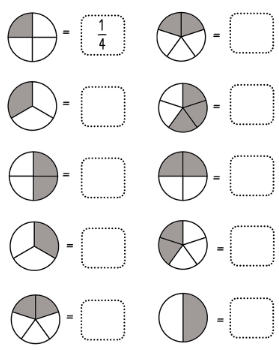 = 1/4 =
= =
= =
= =
= =